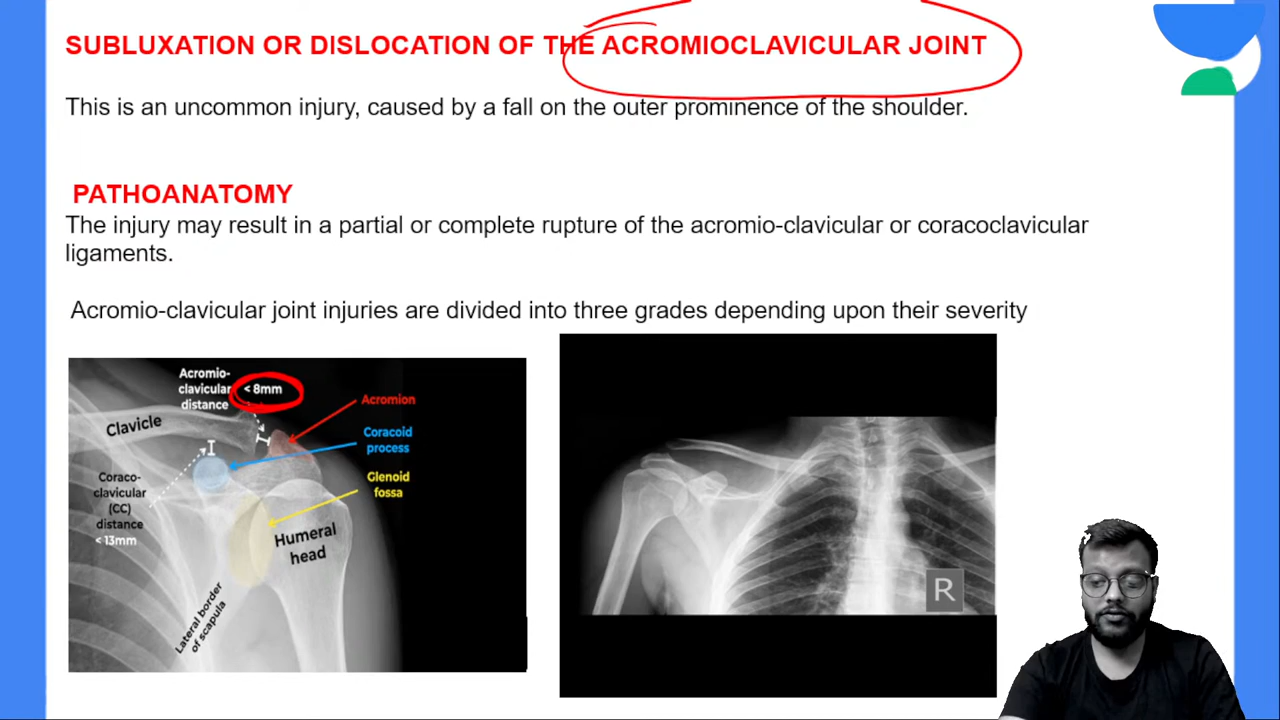 SUBLUXATION OR DISLOCATION OF THE ACROMIOCLAVICULAR JOINT
This is an uncommon injury, caused by a fall on the outer prominence of the shoulder.
PATHOANATOMY
The injury may result in a partial or complete rupture of the acromio-clavicular or coracoclavicular
ligaments.
Acromio-clavicular joint injuries are divided into three grades depending upon their severity
Acromio-
clavicular
distance
< 8mm
Clavicle
Acromion
Coracoid
process
Glenoid
fossa
Coraco-
clavicular
(CC)
distance
< 13mm
Humeral
head
Lateral border
of scapula
R